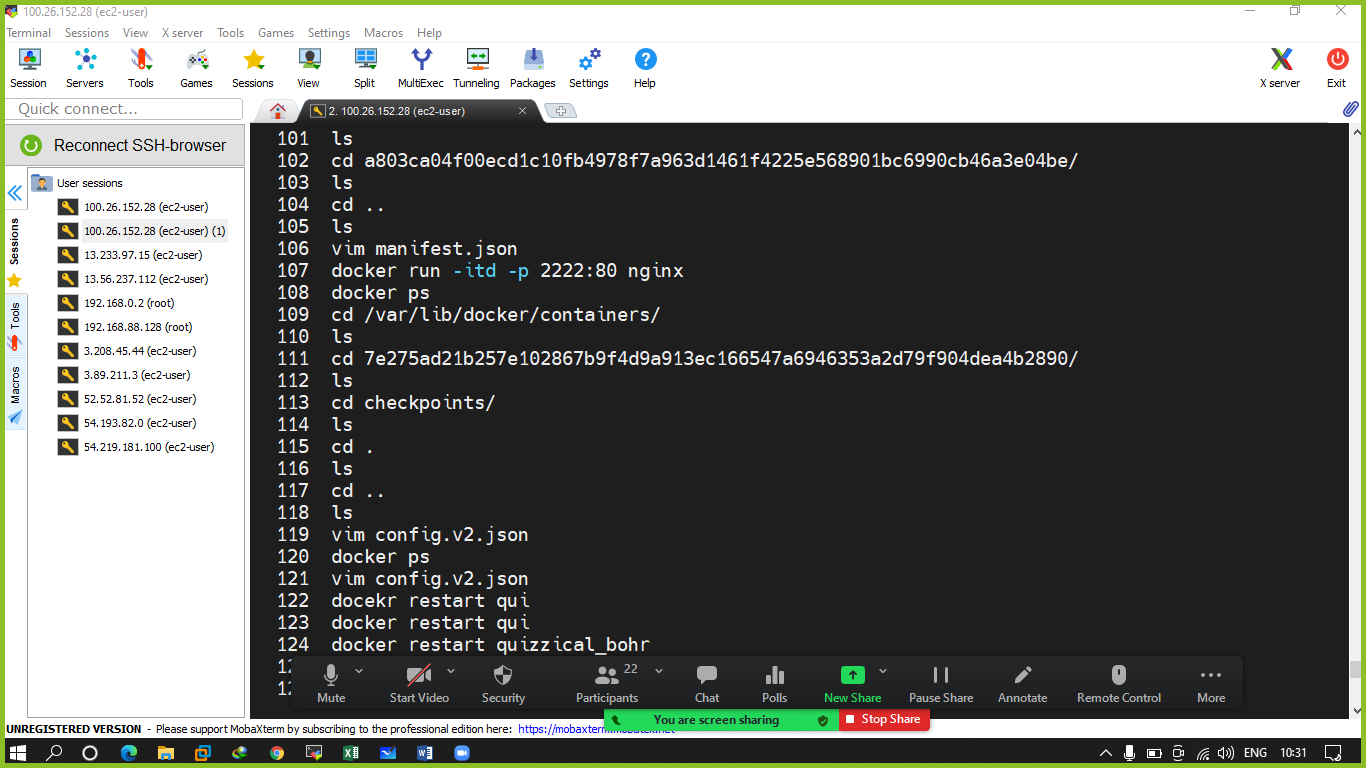 100.26.152.28 (ec2-user)
Terminal Sessions View X server Tools Games Settings Macros Help
Session Servers Tools Games Sessions View Split MultiExec Tunneling Packages Settings Help X server Exit
Quick connect...
2. 100.26.152.28 (ec2-user)
Reconnect SSH-browser
User sessions
100.26.152.28 (ec2-user)
100.26.152.28 (ec2-user) (1)
13.233.97.15 (ec2-user)
13.56.237.112 (ec2-user)
192.168.0.2 (root)
192.168.88.128 (root)
3.208.45.44 (ec2-user)
3.89.211.3 (ec2-user)
52.52.81.52 (ec2-user)
54.193.82.0 (ec2-user)
54.219.181.100 (ec2-user)
Sessions
Tools
Macros
101 ls
102 cd a803ca04f00ecd1c10fb4978f7a963d1461f4225e568901bc6990cb46a3e04be/
103 ls
104 cd ..
105 ls
106 vim manifest.json
107 docker run -itd -p 2222:80 nginx
108 docker ps
109 cd /var/lib/docker/containers/
110 ls
111 cd 7e275ad21b257e102867b9f4d9a913ec166547a6946353a2d79f904dea4b2890/
112 ls
113 cd checkpoints/
114 ls
115 cd .
116 ls
117 cd ..
118 ls
119 vim config.v2.json
120 docker ps
121 vim config.v2.json
122 docekr restart qui
123 docker restart qui
124 docker restart quizzical_bohr
22
Mute Start Video Security Participants Chat Polls New Share Pause Share Annotate Remote Control More
You are screen sharing Stop Share
UNREGISTERED VERSION - Please support MobaXterm by subscribing to the professional edition here:
ENG 10:31